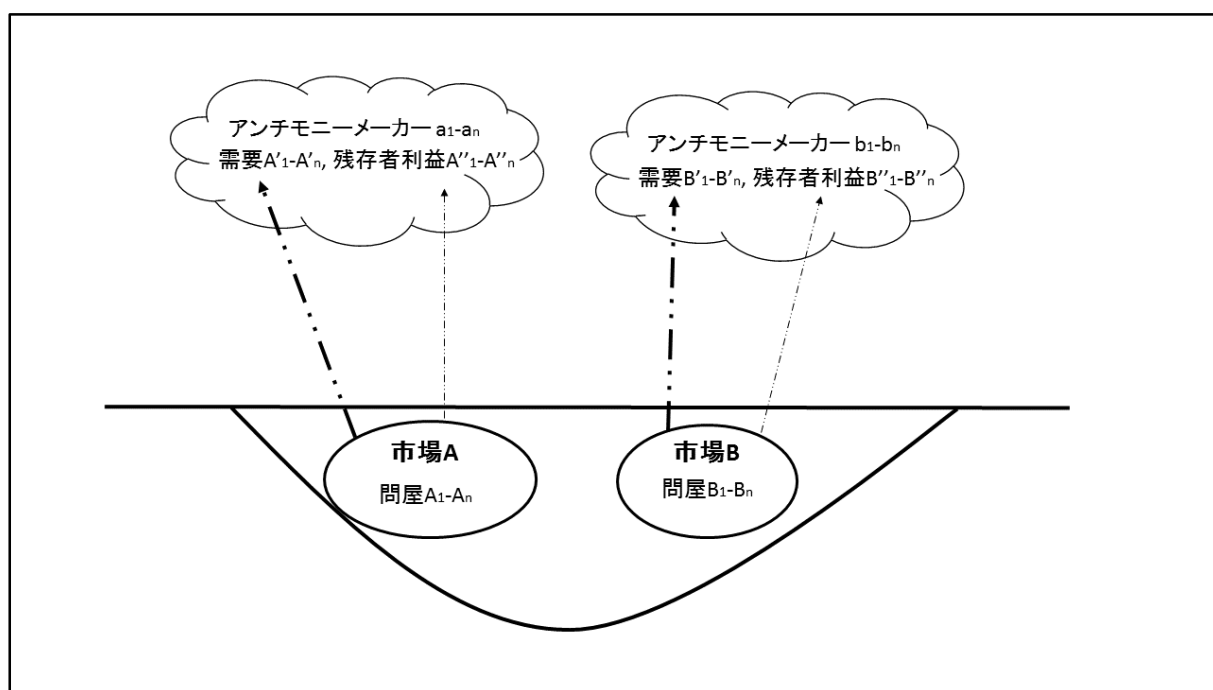 アンチモニーメーカー a₁-aₙ
需要A’₁-A’ₙ, 残存者利益A’’₁-A’’ₙ
アンチモニーメーカー b₁-bₙ
需要B’₁-B’ₙ, 残存者利益B’’₁-B’’ₙ
市場A
問屋A₁-Aₙ
市場B
問屋B₁-Bₙ